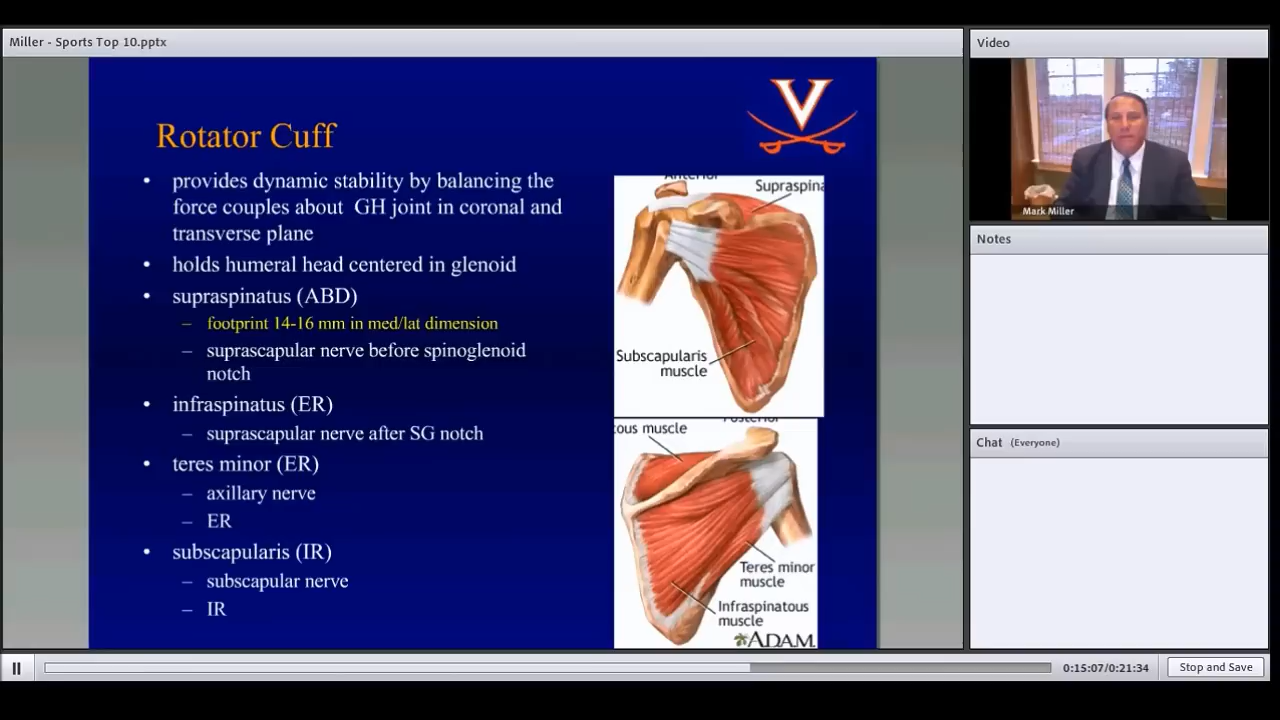 Miller - Sports Top 10.pptx
Video
V
Rotator Cuff
• provides dynamic stability by balancing the
force couples about GH joint in coronal and
transverse plane
• holds humeral head centered in glenoid
• supraspinatus (ABD)
– footprint 14-16 mm in med/lat dimension
– suprascapular nerve before spinoglenoid
notch
• infraspinatus (ER)
– suprascapular nerve after SG notch
• teres minor (ER)
– axillary nerve
– ER
• subscapularis (IR)
– subscapular nerve
– IR
Anterior
Supraspina
Subscapularis
muscle
Posterior
ous muscle
Teres minor
muscle
Infraspinatous
muscle
ADAM.
Mark Miller
Notes
Chat (Everyone)
0:15:07/0:21:34
Stop and Save